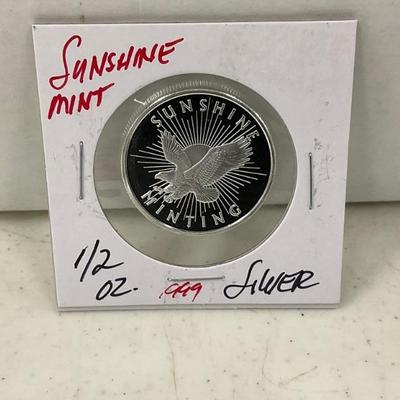 SUNSHINE
MINT
SUNSHINE
MINTING
1/2
OZ.
.999
SILVER